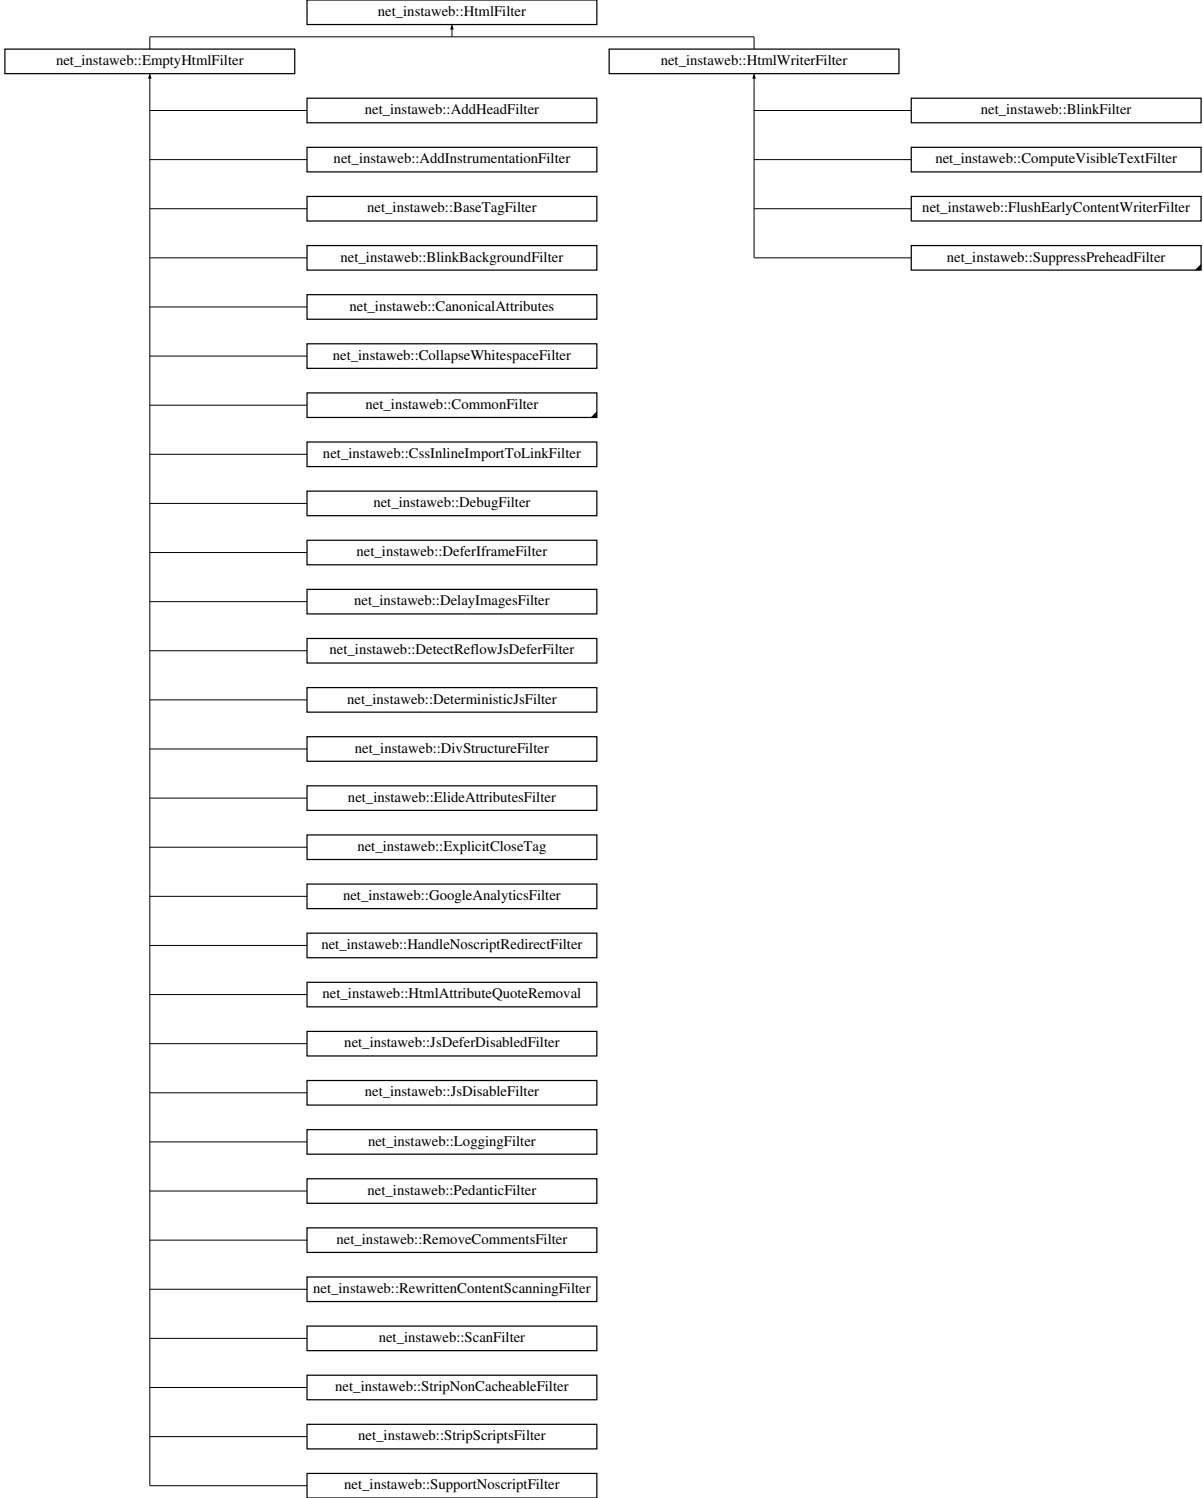 net_instaweb::HtmlFilter
net_instaweb::EmptyHtmlFilter
net_instaweb::HtmlWriterFilter
net_instaweb::AddHeadFilter
net_instaweb::BlinkFilter
net_instaweb::AddInstrumentationFilter
net_instaweb::ComputeVisibleTextFilter
net_instaweb::BaseTagFilter
net_instaweb::FlushEarlyContentWriterFilter
net_instaweb::BlinkBackgroundFilter
net_instaweb::SuppressPreheadFilter
net_instaweb::CanonicalAttributes
net_instaweb::CollapseWhitespaceFilter
net_instaweb::CommonFilter
net_instaweb::CssInlineImportToLinkFilter
net_instaweb::DebugFilter
net_instaweb::DeferIframeFilter
net_instaweb::DelayImagesFilter
net_instaweb::DetectReflowJsDeferFilter
net_instaweb::DeterministicJsFilter
net_instaweb::DivStructureFilter
net_instaweb::ElideAttributesFilter
net_instaweb::ExplicitCloseTag
net_instaweb::GoogleAnalyticsFilter
net_instaweb::HandleNoscriptRedirectFilter
net_instaweb::HtmlAttributeQuoteRemoval
net_instaweb::JsDeferDisabledFilter
net_instaweb::JsDisableFilter
net_instaweb::LoggingFilter
net_instaweb::PedanticFilter
net_instaweb::RemoveCommentsFilter
net_instaweb::RewrittenContentScanningFilter
net_instaweb::ScanFilter
net_instaweb::StripNonCacheableFilter
net_instaweb::StripScriptsFilter
net_instaweb::SupportNoscriptFilter